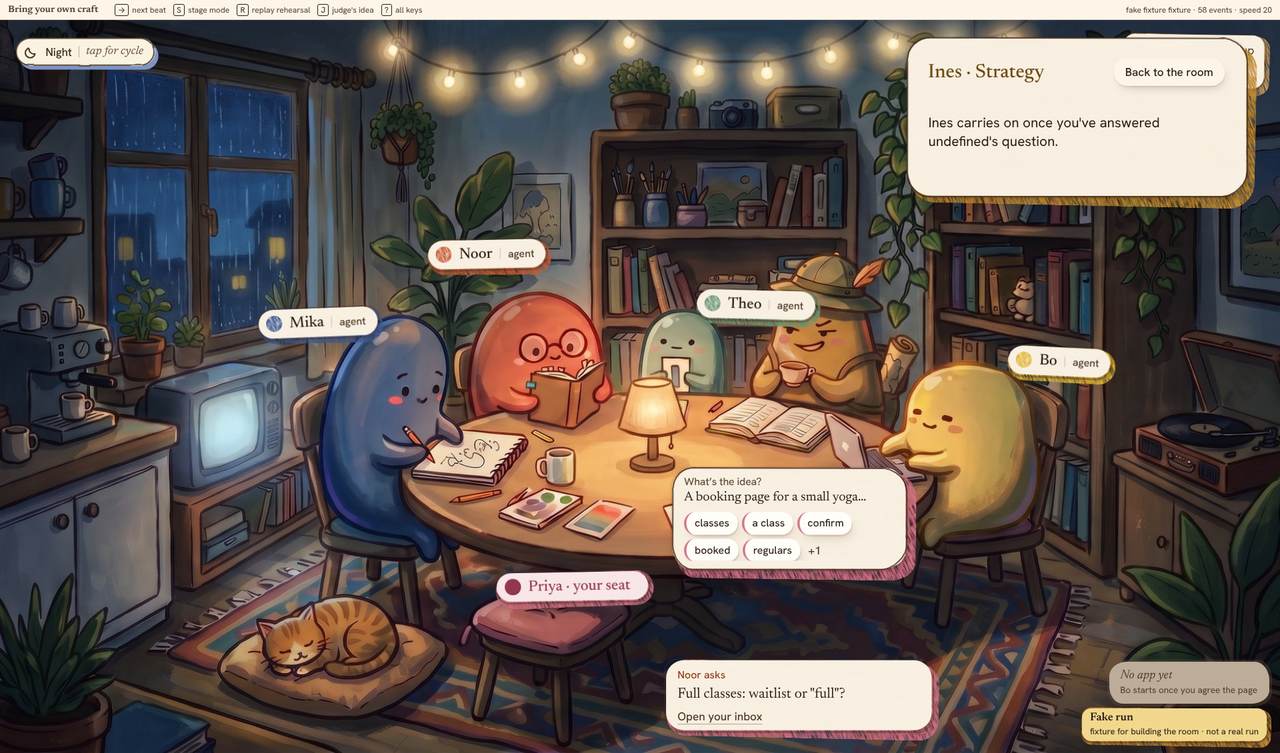 Bring your own craft
→ next beat
S stage mode
R replay rehearsal
J judge's idea
? all keys
fake fixture fixture · 58 events · speed 20
Night | tap for cycle
Ines · Strategy
Back to the room
Ines carries on once you've answered
undefined's question.
Noor | agent
Mika | agent
Theo | agent
Bo | agent
What's the idea?
A booking page for a small yoga...
classes
a class
confirm
booked
regulars
+1
Priya · your seat
Noor asks
Full classes: waitlist or "full"?
Open your inbox
No app yet
Bo starts once you agree the page
Fake run
fixture for building the room · not a real run